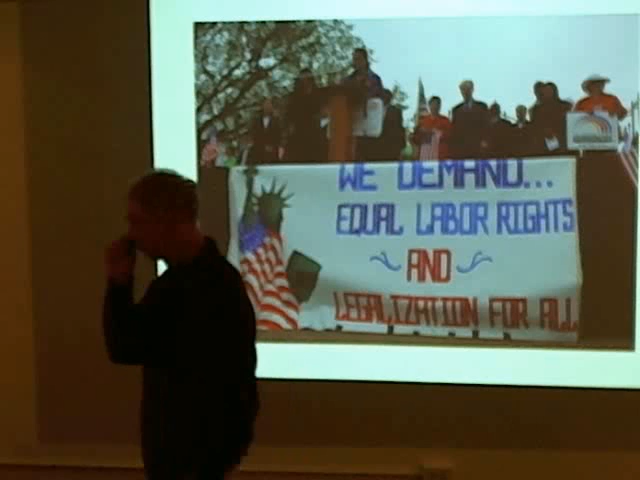 WE DEMAND...
EQUAL LABOR RIGHTS
AND
LEGALIZATION FOR ALL